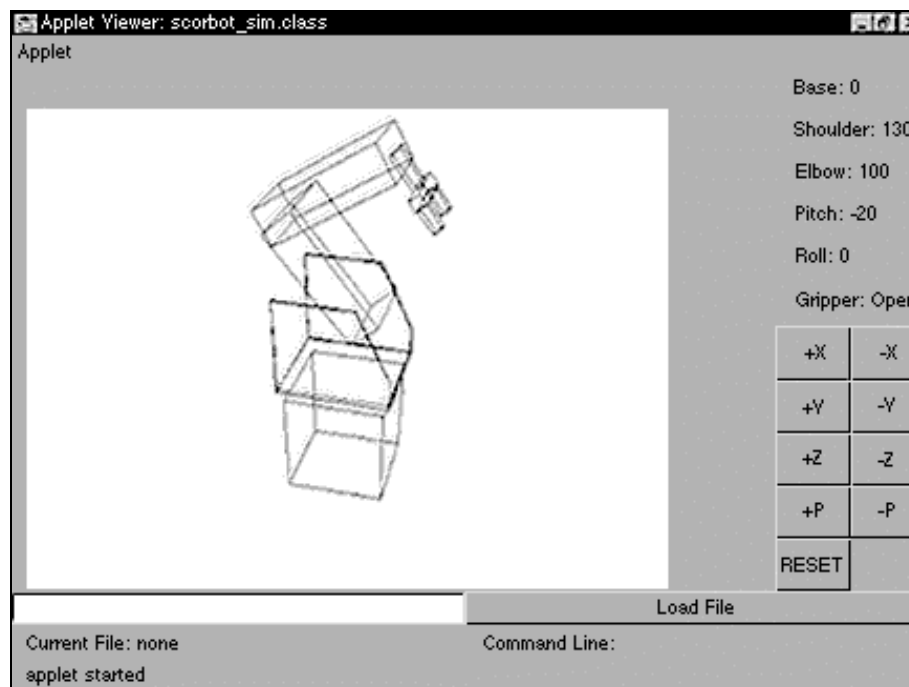 Applet Viewer: scorbot_sim.class
Applet
Base: 0
Shoulder: 130
Elbow: 100
Pitch: -20
Roll: 0
Gripper: Open
+X -X
+Y -Y
+Z -Z
+P -P
RESET
Load File
Current File: none Command Line:
applet started